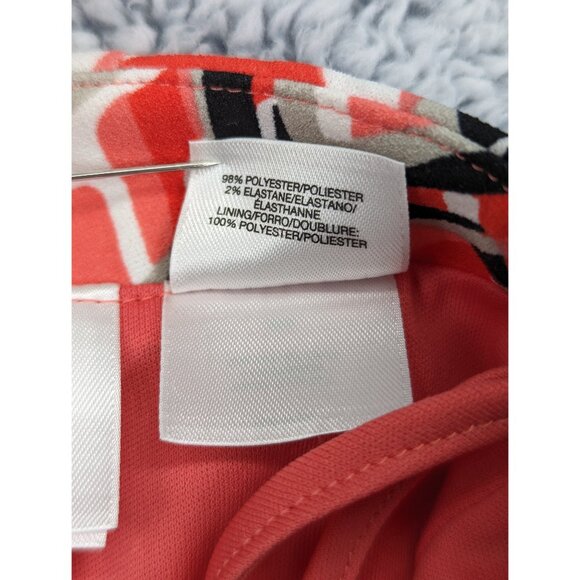 98% POLYESTER/POLIESTER
2% ELASTANE/ELASTANO/
ÉLASTHANNE
LINING/FORRO/DOUBLURE:
100% POLYESTER/POLIESTER